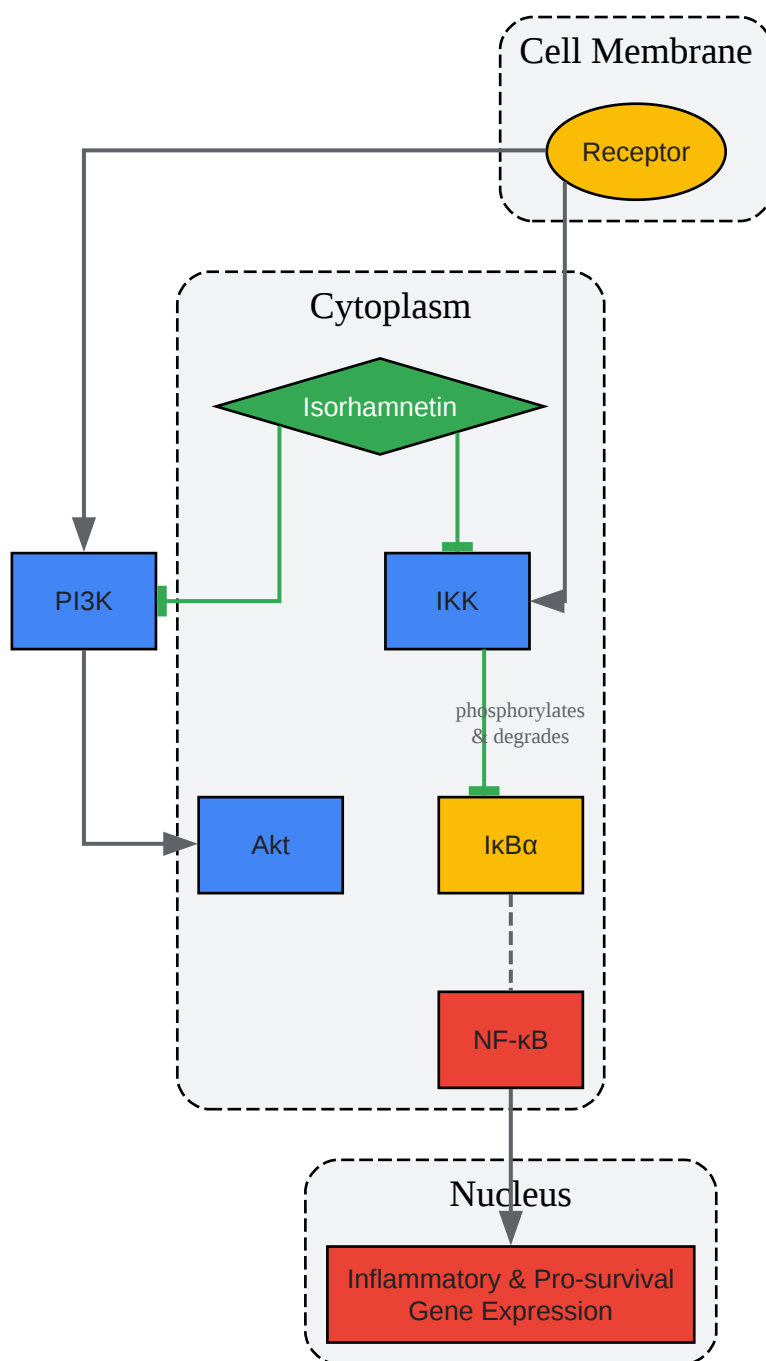 Cell Membrane
Receptor
Cytoplasm
Isorhamnetin
PI3K
IKK
phosphorylates
& degrades
Akt
IκBα
NF-κB
Nucleus
Inflammatory & Pro-survival
Gene Expression